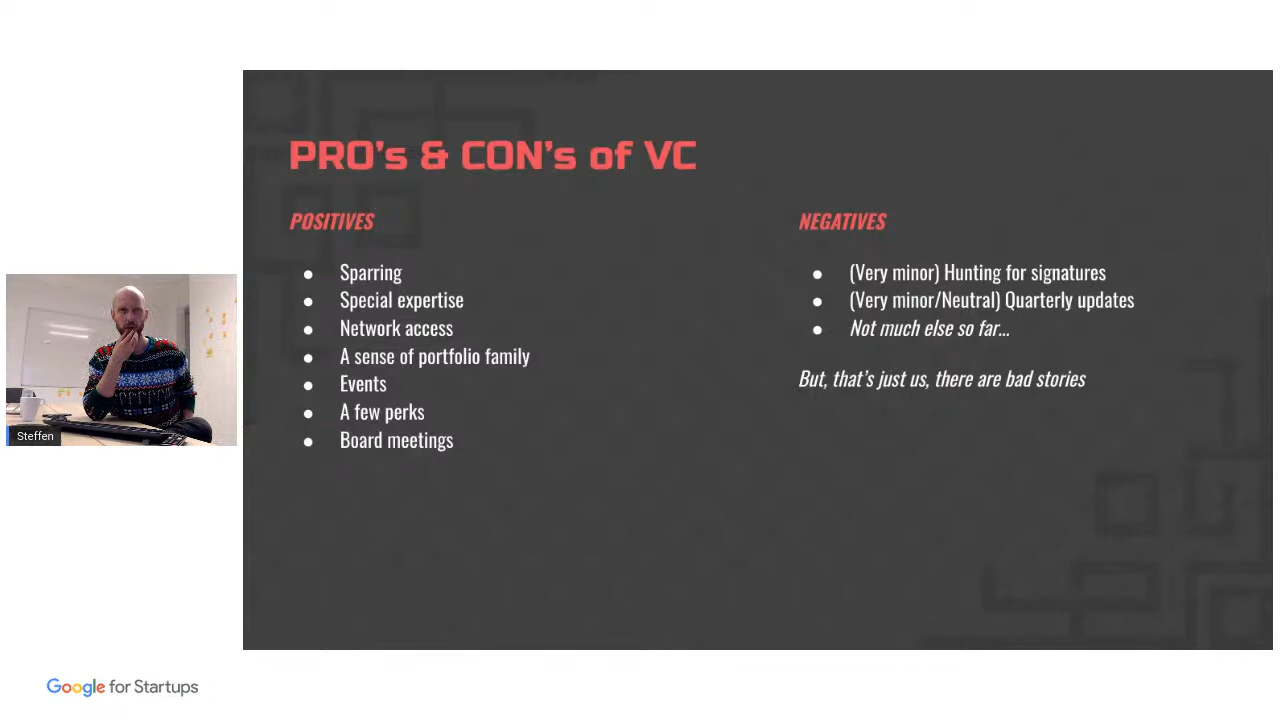 PRO's & CON's of VC
POSITIVES
● Sparring
● Special expertise
● Network access
● A sense of portfolio family
● Events
● A few perks
● Board meetings
NEGATIVES
● (Very minor) Hunting for signatures
● (Very minor/Neutral) Quarterly updates
● Not much else so far...
But, that's just us, there are bad stories
Steffen
Google for Startups